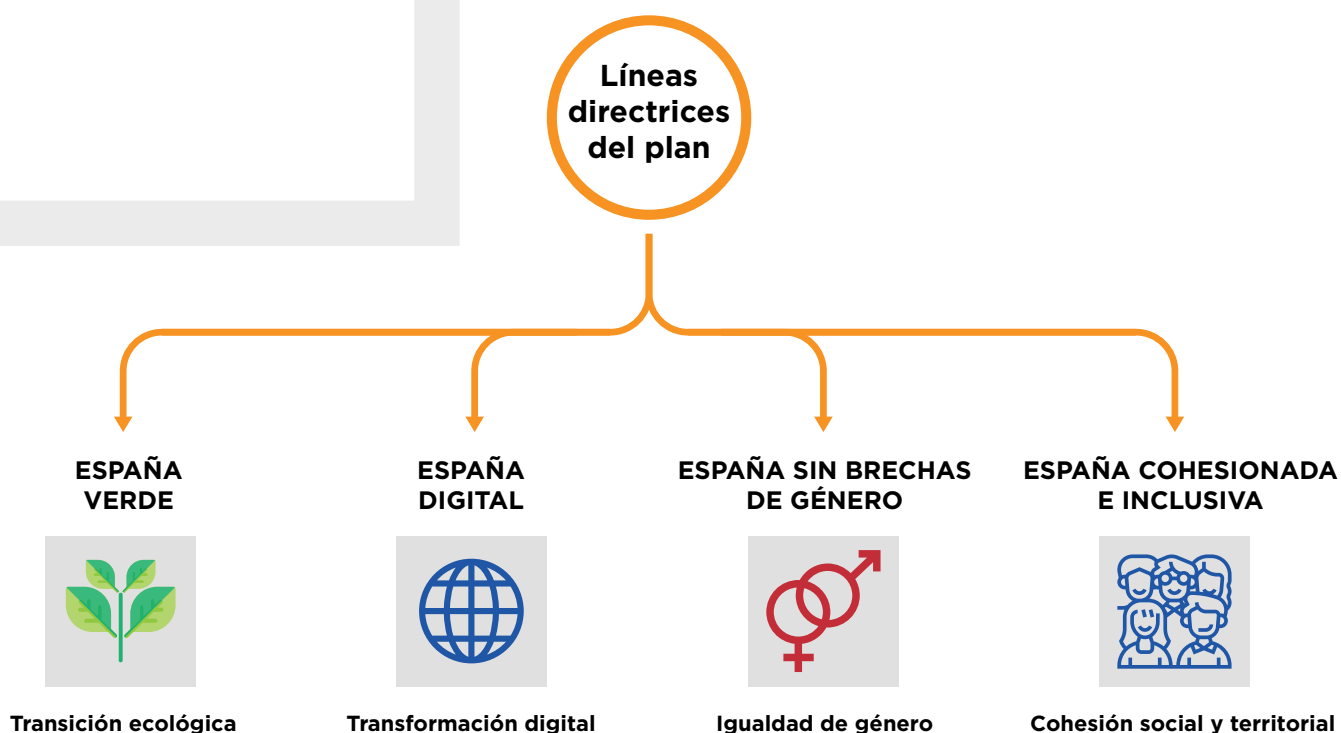 Líneas
directrices
del plan
ESPAÑA
VERDE
ESPAÑA
DIGITAL
ESPAÑA SIN BRECHAS
DE GÉNERO
ESPAÑA COHESIONADA
E INCLUSIVA
Transición ecológica
Transformación digital
Igualdad de género
Cohesión social y territorial